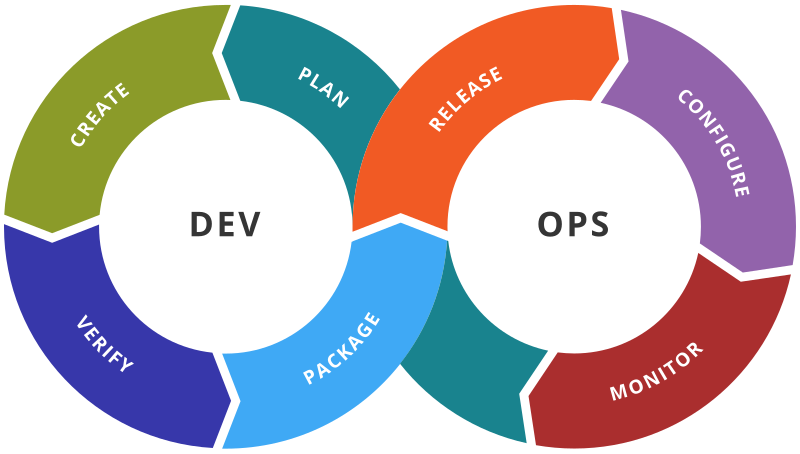 PLAN
CREATE
DEV
VERIFY
PACKAGE
RELEASE
CONFIGURE
OPS
MONITOR